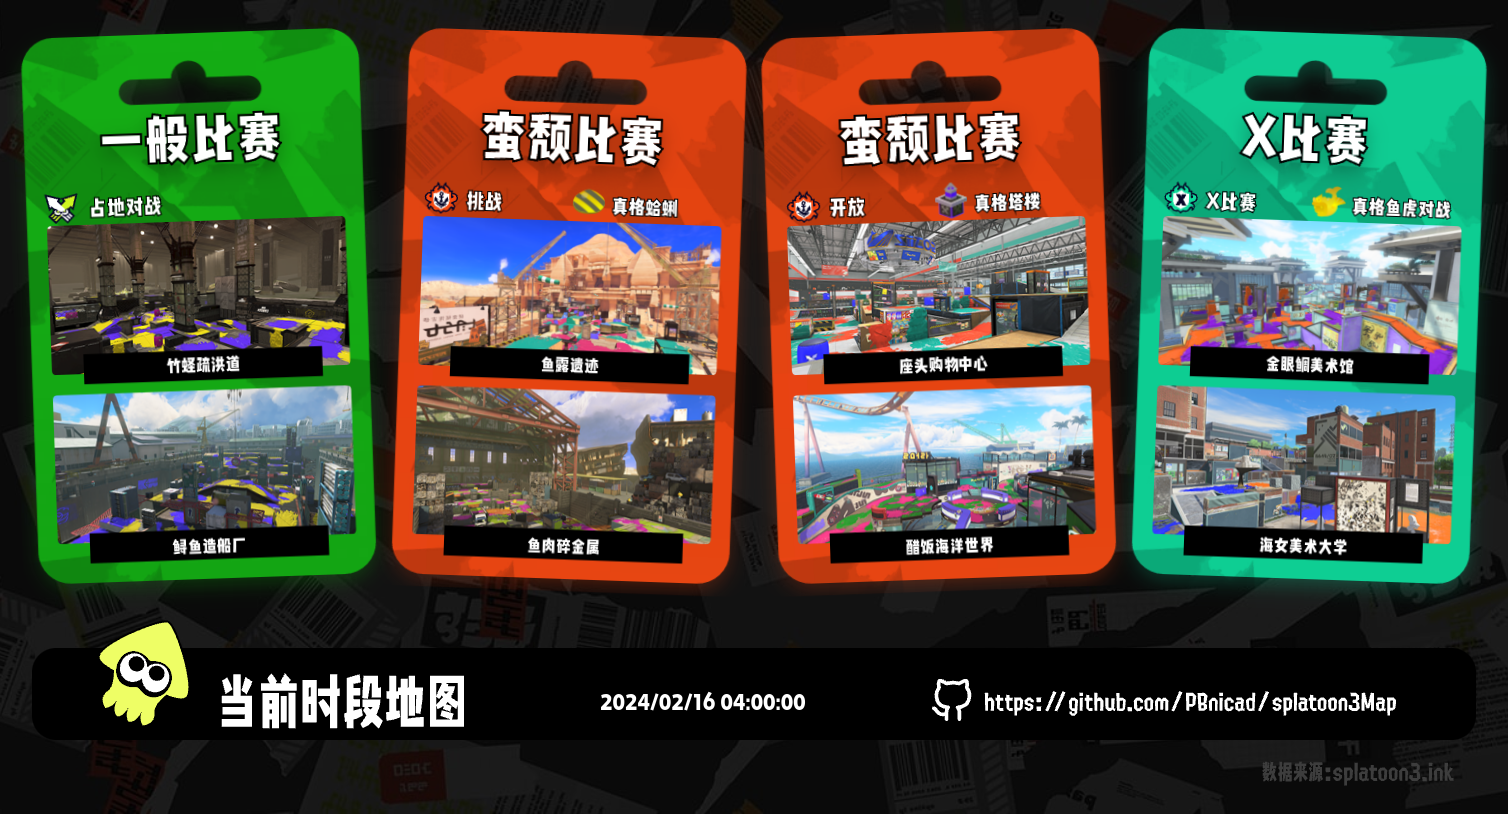 一般比赛
占地对战
竹蛏疏洪道
鲟鱼造船厂
蛮颓比赛
挑战
真格蛤蜊
鱼露遗迹
鱼肉碎金属
蛮颓比赛
开放
真格塔楼
座头购物中心
醋饭海洋世界
X比赛
X比赛
真格鱼虎对战
金眼鲷美术馆
海女美术大学
当前时段地图
2024/02/16 04:00:00
https://github.com/PBnicad/splatoon3Map
数据来源:splatoon3.ink